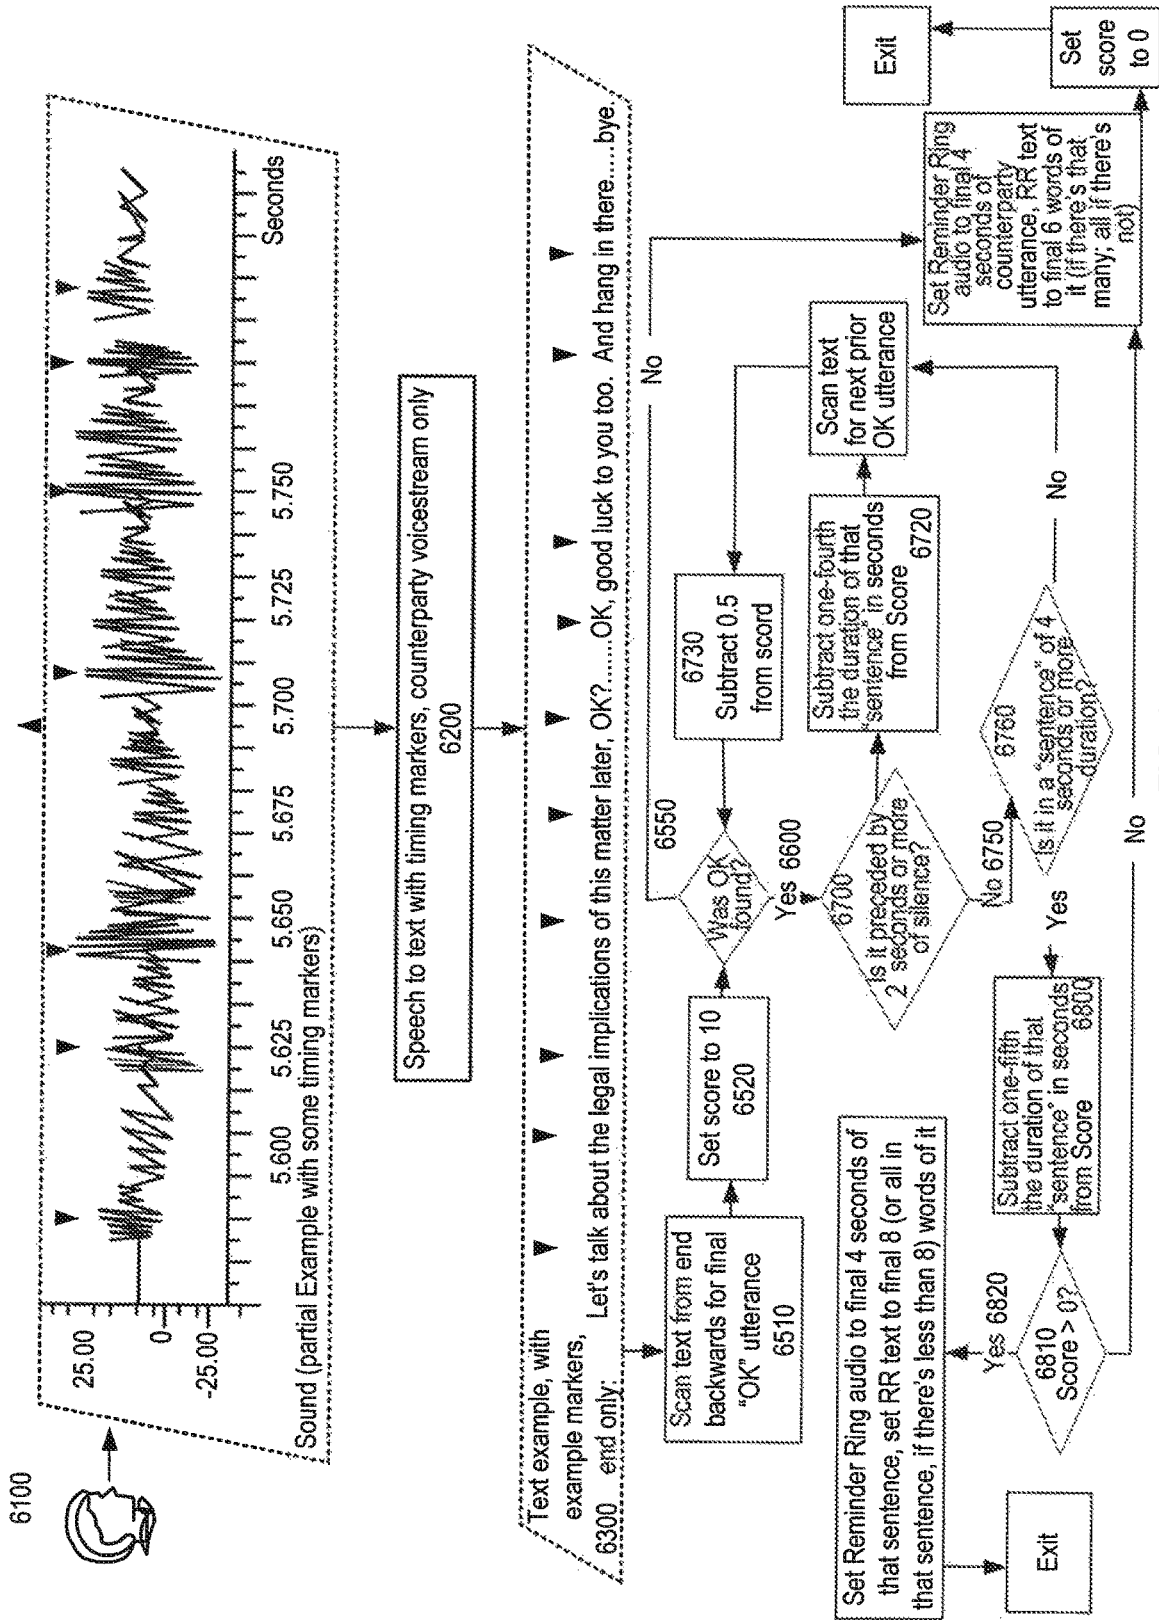 6100
25.00
0
-25.00
5.600
5.625
5.650
5.675
5.700
5.725
5.750
Seconds
Sound (partial Example with some timing markers)
Speech to text with timing markers, counterparty voicestream only
6200
Text example, with
example markers,
6300 end only:
Let's talk about the legal implications of this matter later, OK?......OK, good luck to you too. And hang in there.....bye.
Scan text from end
backwards for final
"OK" utterance
6510
Set score to 10
6520
Was OK
found?
6550
No
Yes 6600
6730
Subtract 0.5
from scord
Scan text
for next prior
OK utterance
6700
Is it preceded by
2 seconds or more
of silence?
Subtract one-fourth
the duration of that
"sentence" in seconds
from Score
6720
No 6750
6760
Is it in a "sentence" of 4
seconds or more
duration?
No
Yes
Subtract one-fifth
the duration of that
"sentence" in seconds
from Score
6800
6810
Score > 0?
Yes 6820
No
Set Reminder Ring audio to final 4 seconds of
that sentence, set RR text to final 8 (or all in
that sentence, if there's less than 8) words of it
Exit
Set Reminder Ring
audio to final 4
seconds of
counterparty
utterance, RR text
to final 6 words of
it (if there's that
many; all if there's
not)
Set
score
to 0
Exit